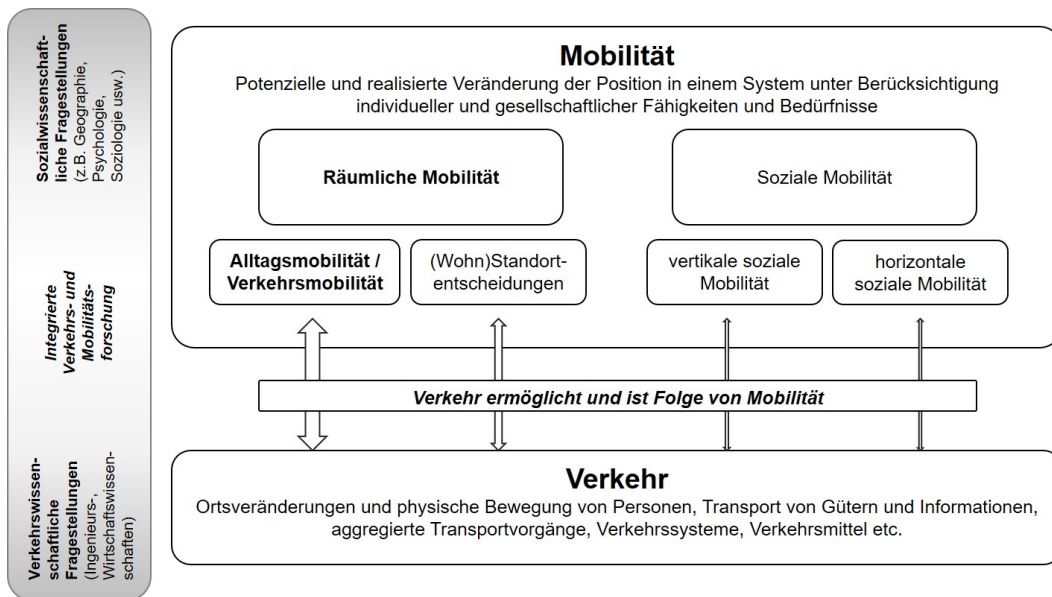 Sozialwissenschaft-
liche Fragestellungen
(z.B. Geographie,
Psychologie,
Soziologie usw.)
Integrierte
Verkehrs- und
Mobilitäts-
forschung
Verkehrswissen-
schaftliche
Fragestellungen
(Ingenieurs-,
Wirtschaftswissen-
schaften)
Mobilität
Potenzielle und realisierte Veränderung der Position in einem System unter Berücksichtigung
individueller und gesellschaftlicher Fähigkeiten und Bedürfnisse
Räumliche Mobilität
Soziale Mobilität
Alltagsmobilität /
Verkehrsmobilität
(Wohn)Standort-
entscheidungen
vertikale soziale
Mobilität
horizontale
soziale Mobilität
Verkehr ermöglicht und ist Folge von Mobilität
Verkehr
Ortsveränderungen und physische Bewegung von Personen, Transport von Gütern und Informationen,
aggregierte Transportvorgänge, Verkehrssysteme, Verkehrsmittel etc.